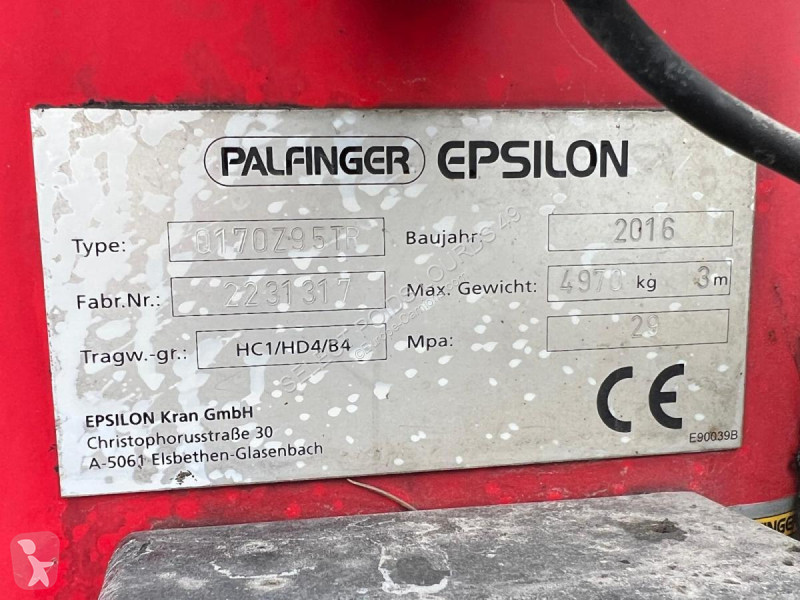 PALFINGER EPSILON
Type: Q170Z95TR Baujahr: 2016
Fabr.Nr.: 2231317 Max. Gewicht: kg 3 m
Tragw.-gr.: HC1/HD4/B4 Mpa: 29
EPSILON Kran GmbH
Christophorusstraße 30
A-5061 Elsbethen-Glasenbach
CE
E90039B